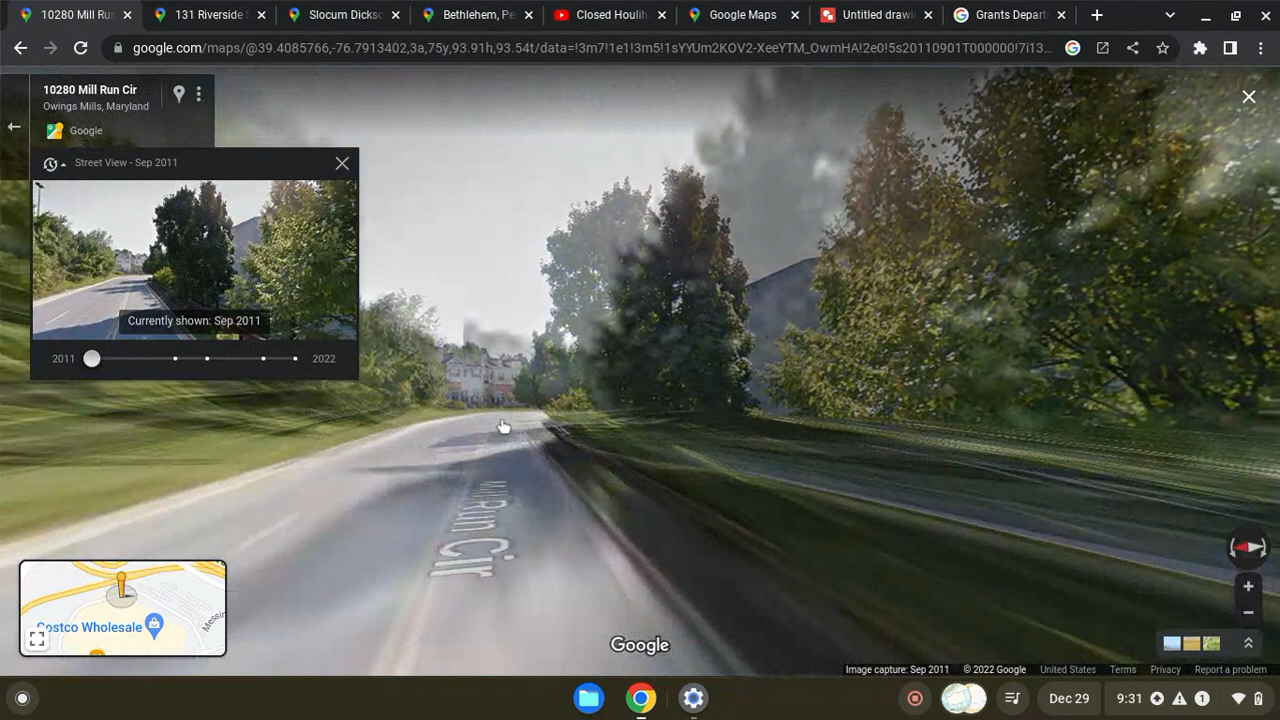 10280 Mill Run
131 Riverside
Slocum Dickso
Bethlehem, Pe
Closed Houlih
Google Maps
Untitled drawi
Grants Depart
google.com/maps/@39.4085766,-76.7913402,3a,75y,93.91h,93.54t/data=!3m7!1e1!3m5!1sYYUm2KOV2-XeeYTM_OwmHA!2e0!5s20110901T000000!7i13...
10280 Mill Run Cir
Owings Mills, Maryland
Google
Street View - Sep 2011
Currently shown: Sep 2011
2011
2022
Mill Run Cir
Costco Wholesale
Google
Image capture: Sep 2011 © 2022 Google United States Terms Privacy Report a problem
Dec 29
9:31
1